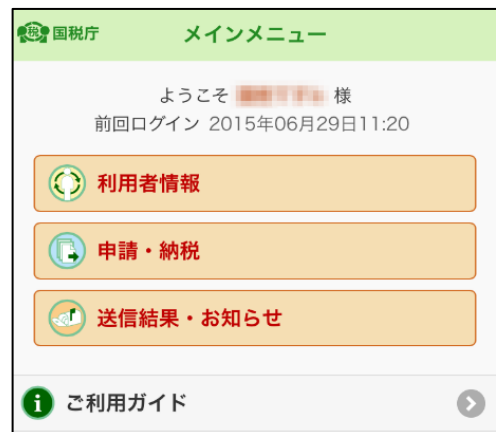 税 国税庁 メインメニュー
ようこそ 様
前回ログイン 2015年06月29日11:20
利用者情報
申請・納税
送信結果・お知らせ
i ご利用ガイド